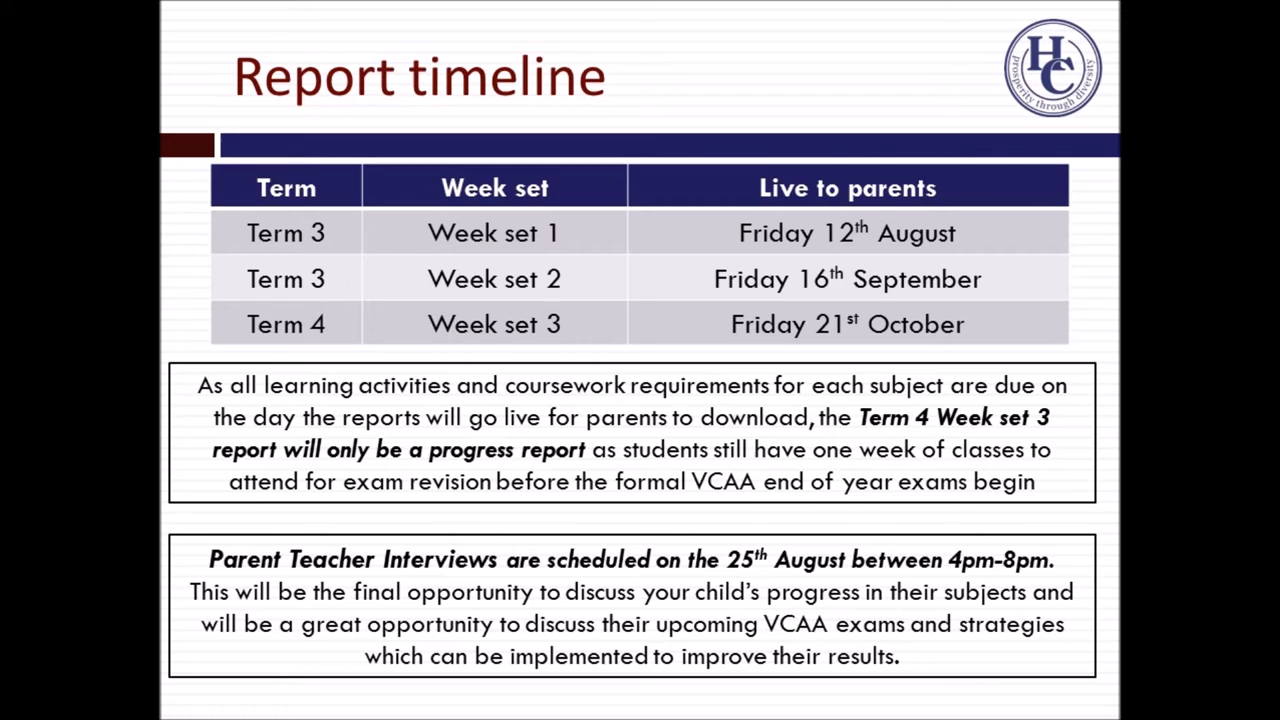 Report timeline
HC
prosperity through diversity
Term Week set Live to parents
Term 3 Week set 1 Friday 12th August
Term 3 Week set 2 Friday 16th September
Term 4 Week set 3 Friday 21st October
As all learning activities and coursework requirements for each subject are due on
the day the reports will go live for parents to download, the Term 4 Week set 3
report will only be a progress report as students still have one week of classes to
attend for exam revision before the formal VCAA end of year exams begin
Parent Teacher Interviews are scheduled on the 25th August between 4pm-8pm.
This will be the final opportunity to discuss your child's progress in their subjects and
will be a great opportunity to discuss their upcoming VCAA exams and strategies
which can be implemented to improve their results.